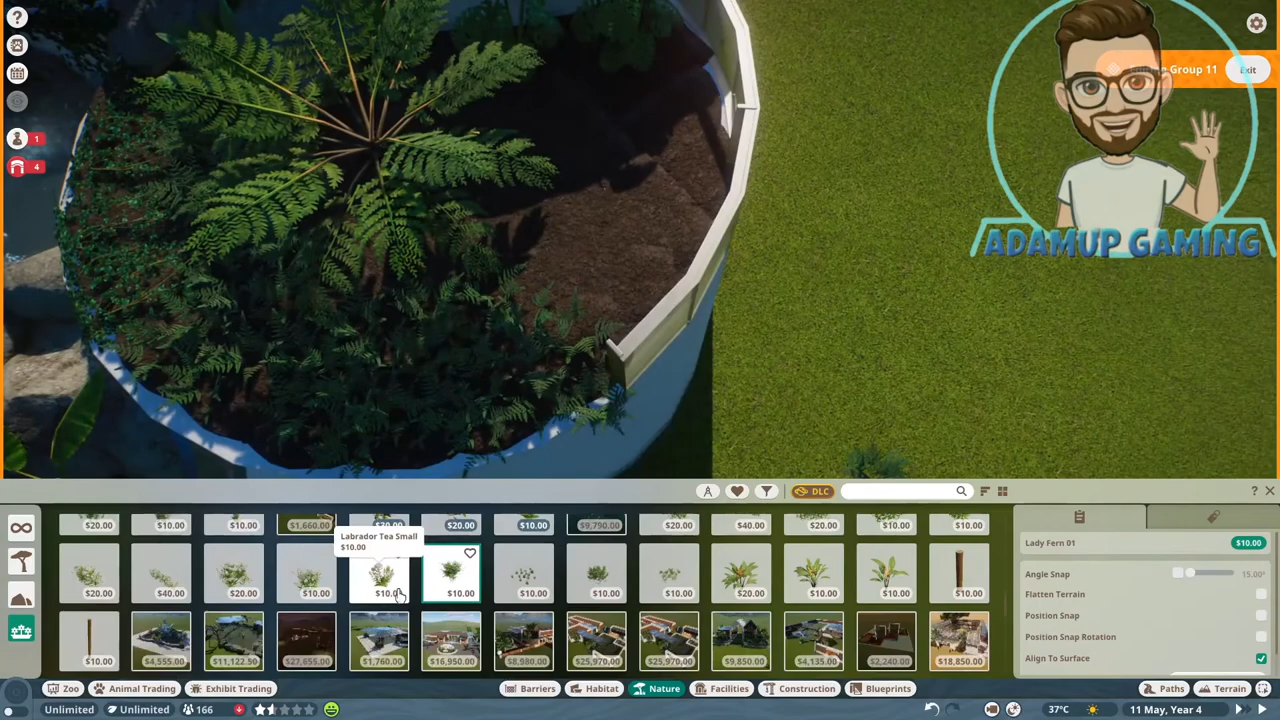 ?
1
4
Group 11
Exit
ADAMUP GAMING
DLC
? ×
$20.00 $10.00 $10.00 $1,660.00 $30.00 $20.00 $10.00 $9,790.00 $20.00 $40.00 $20.00 $10.00 $10.00
Labrador Tea Small
$10.00
$20.00 $40.00 $20.00 $10.00 $10.00 $10.00 $10.00 $10.00 $10.00 $20.00 $10.00 $10.00 $10.00
$10.00 $4,555.00 $11,122.50 $27,655.00 $1,760.00 $16,950.00 $8,980.00 $25,970.00 $25,970.00 $9,850.00 $4,135.00 $2,240.00 $18,850.00
Lady Fern 01 $10.00
Angle Snap 15.00°
Flatten Terrain
Position Snap
Position Snap Rotation
Align To Surface
Zoo Animal Trading Exhibit Trading Barriers Habitat Nature Facilities Construction Blueprints Paths Terrain
Unlimited Unlimited 166 37°C 11 May, Year 4